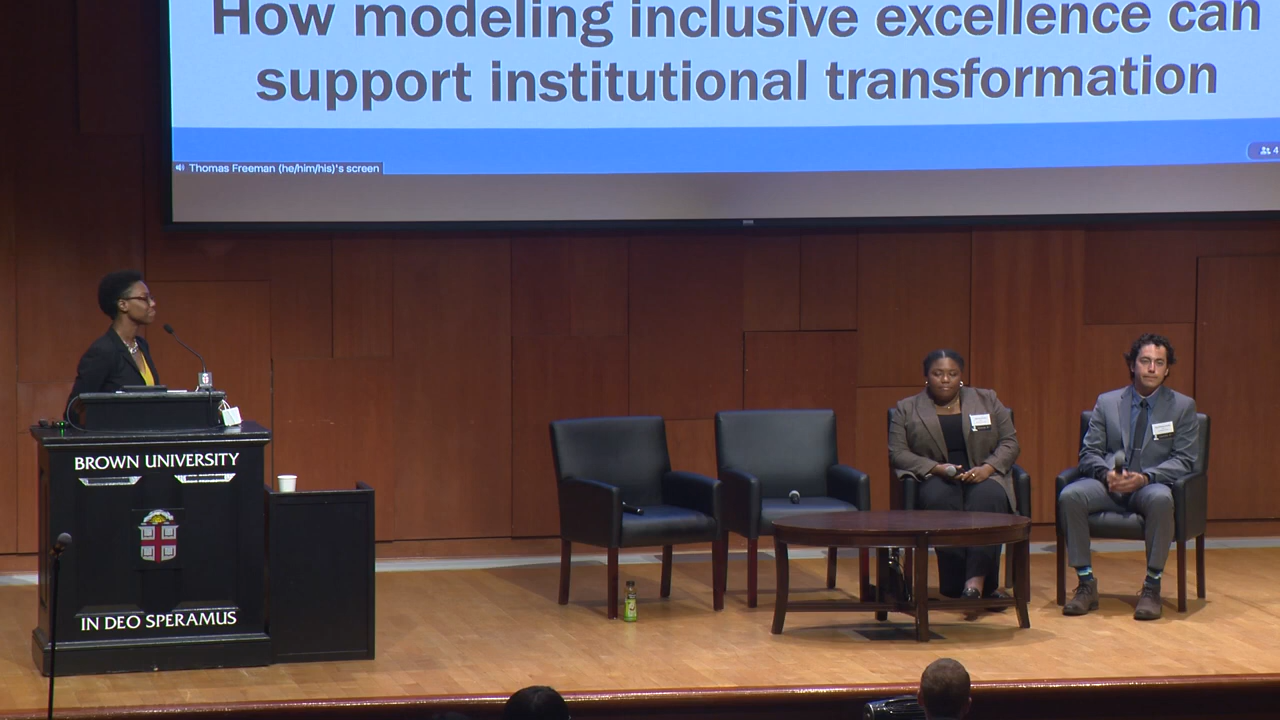 How modeling inclusive excellence can
support institutional transformation
Thomas Freeman (he/him/his)'s screen
4
BROWN UNIVERSITY
IN DEO SPERAMUS